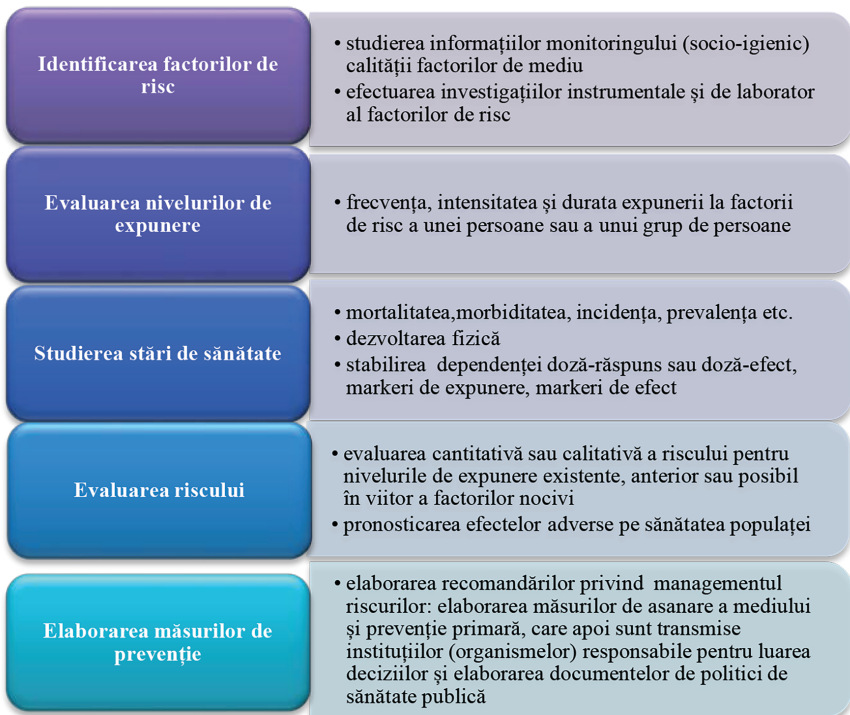 Identificarea factorilor de
risc
• studierea informațiilor monitoringului (socio-igienic)
calității factorilor de mediu
• efectuarea investigațiilor instrumentale și de laborator
al factorilor de risc
Evaluarea nivelurilor de
expunere
• frecvența, intensitatea și durata expunerii la factorii
de risc a unei persoane sau a unui grup de persoane
Studierea stări de sănătate
• mortalitatea,morbiditatea, incidența, prevalența etc.
• dezvoltarea fizică
• stabilirea dependenței doză-răspuns sau doză-efect,
markeri de expunere, markeri de efect
Evaluarea riscului
• evaluarea cantitativă sau calitativă a riscului pentru
nivelurile de expunere existente, anterior sau posibil
în viitor a factorilor nocivi
• pronosticarea efectelor adverse pe sănătatea populației
Elaborarea măsurilor de
prevenție
• elaborarea recomandărilor privind managementul
riscurilor: elaborarea măsurilor de asanare a mediului
și prevenție primară, care apoi sunt transmise
instituțiilor (organismelor) responsabile pentru luarea
deciziilor și elaborarea documentelor de politici de
sănătate publică